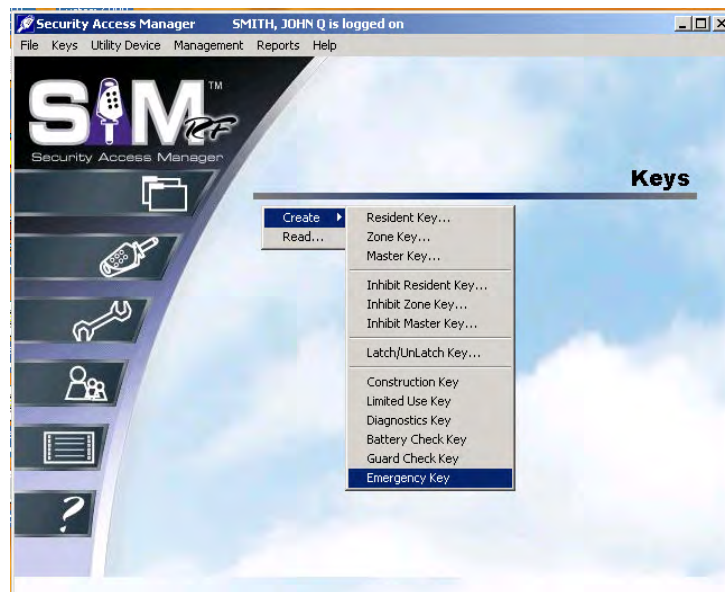 Security Access Manager SMITH, JOHN Q is logged on
File Keys Utility Device Management Reports Help
SAM TM
RF
Security Access Manager
Keys
Create
Read...
Resident Key...
Zone Key...
Master Key...
Inhibit Resident Key...
Inhibit Zone Key...
Inhibit Master Key...
Latch/UnLatch Key...
Construction Key
Limited Use Key
Diagnostics Key
Battery Check Key
Guard Check Key
Emergency Key
?